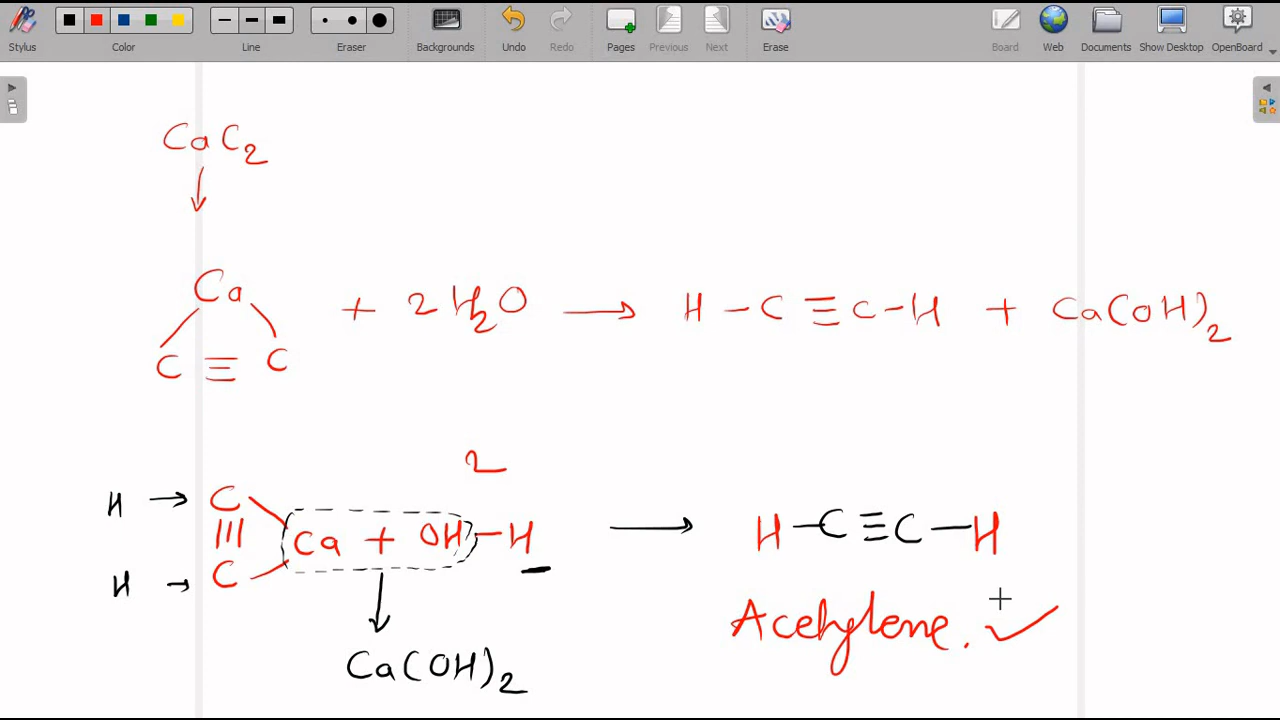 Stylus Color Line Eraser Backgrounds Undo Redo Pages Previous Next Erase Board Web Documents Show Desktop OpenBoard
CaC2
Ca
C ≡ C + 2H2O → H - C ≡ C - H + Ca(OH)2
2
H → C
||| Ca + OH - H → H - C ≡ C - H
H → C
Acetylene.
Ca(OH)2